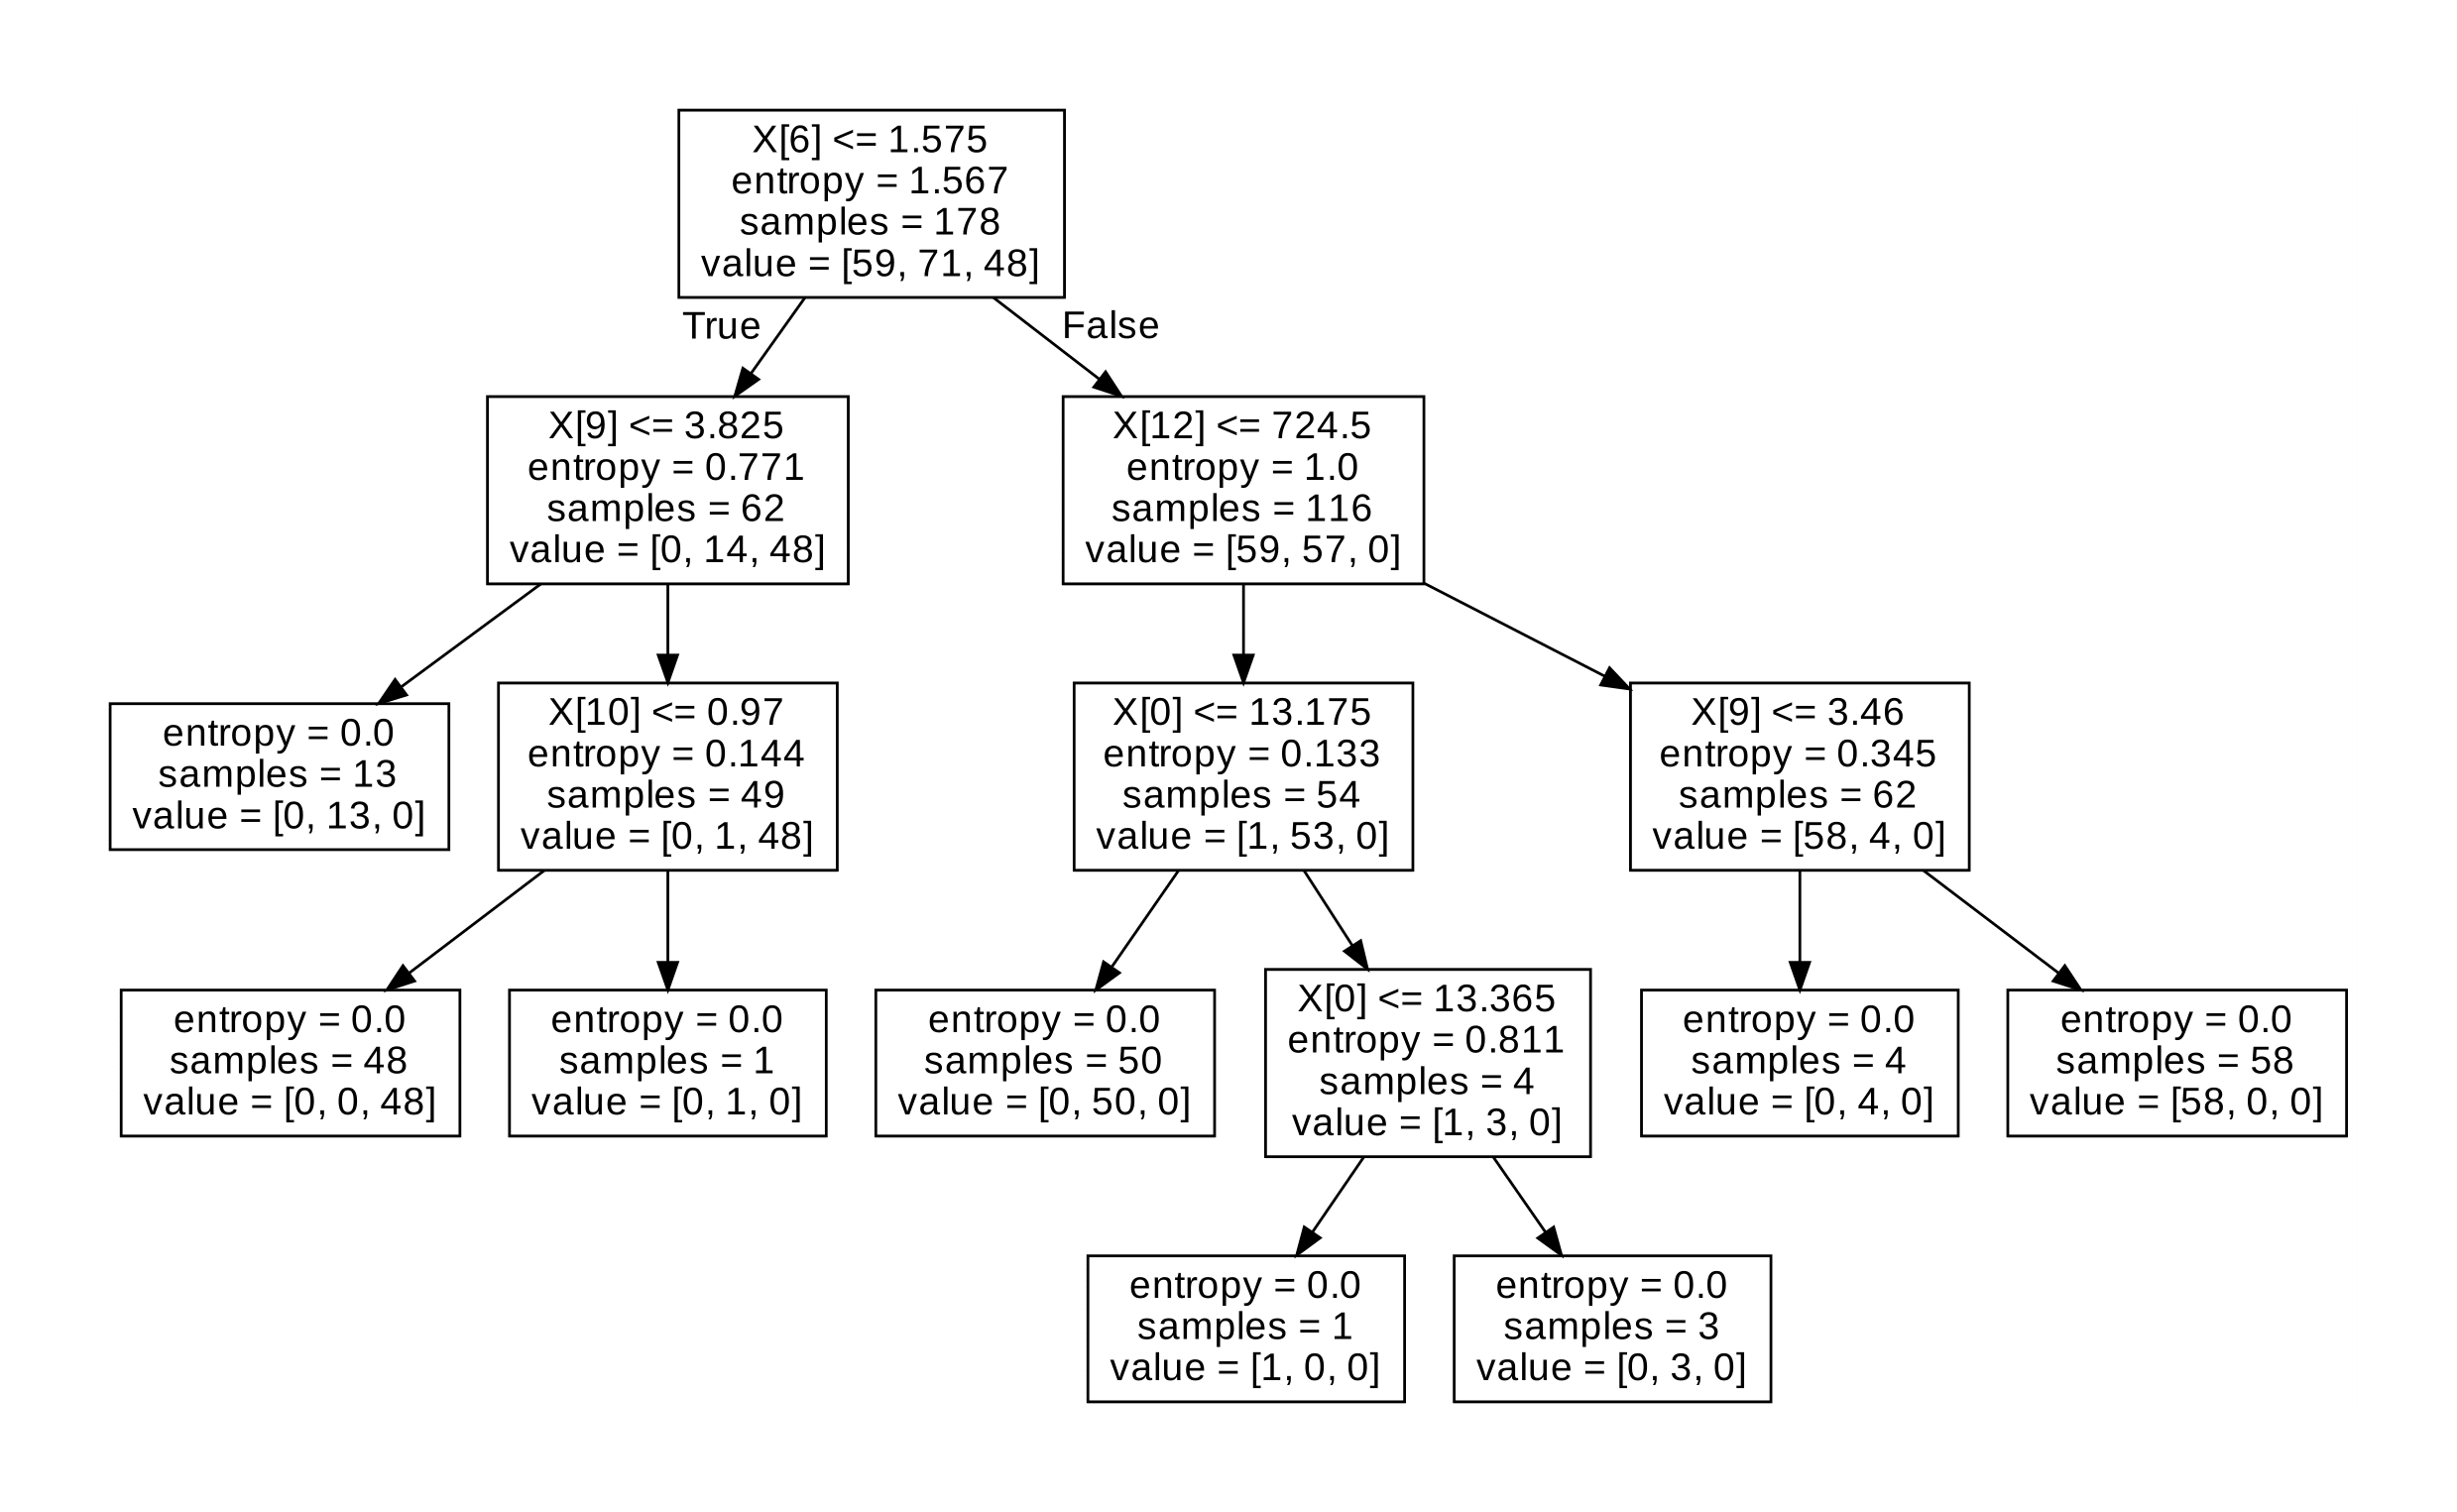 X[6] <= 1.575
entropy = 1.567
samples = 178
value = [59, 71, 48]
True
False
X[9] <= 3.825
entropy = 0.771
samples = 62
value = [0, 14, 48]
X[12] <= 724.5
entropy = 1.0
samples = 116
value = [59, 57, 0]
entropy = 0.0
samples = 13
value = [0, 13, 0]
X[10] <= 0.97
entropy = 0.144
samples = 49
value = [0, 1, 48]
X[0] <= 13.175
entropy = 0.133
samples = 54
value = [1, 53, 0]
X[9] <= 3.46
entropy = 0.345
samples = 62
value = [58, 4, 0]
entropy = 0.0
samples = 48
value = [0, 0, 48]
entropy = 0.0
samples = 1
value = [0, 1, 0]
entropy = 0.0
samples = 50
value = [0, 50, 0]
X[0] <= 13.365
entropy = 0.811
samples = 4
value = [1, 3, 0]
entropy = 0.0
samples = 4
value = [0, 4, 0]
entropy = 0.0
samples = 58
value = [58, 0, 0]
entropy = 0.0
samples = 1
value = [1, 0, 0]
entropy = 0.0
samples = 3
value = [0, 3, 0]